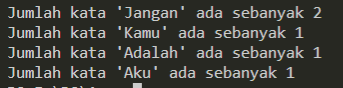 Jumlah kata 'Jangan' ada sebanyak 2
Jumlah kata 'Kamu' ada sebanyak 1
Jumlah kata 'Adalah' ada sebanyak 1
Jumlah kata 'Aku' ada sebanyak 1